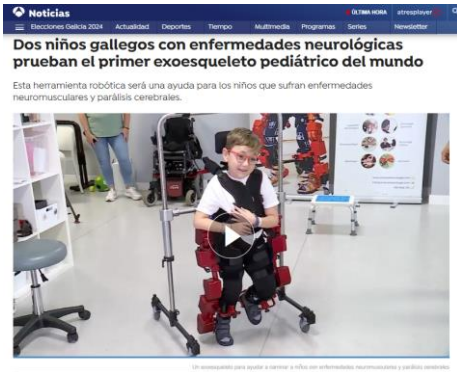 Noticias
ÚLTIMA HORA
atresplayer
Elecciones Galicia 2024 Actualidad Deportes Tiempo Multimedia Programas Series Newsletter
Dos niños gallegos con enfermedades neurológicas
prueban el primer exoesqueleto pediátrico del mundo
Esta herramienta robótica será una ayuda para los niños que sufran enfermedades
neuromusculares y parálisis cerebrales.
Un exoesqueleto para ayudar a caminar a niños con enfermedades neuromusculares y parálisis cerebrales